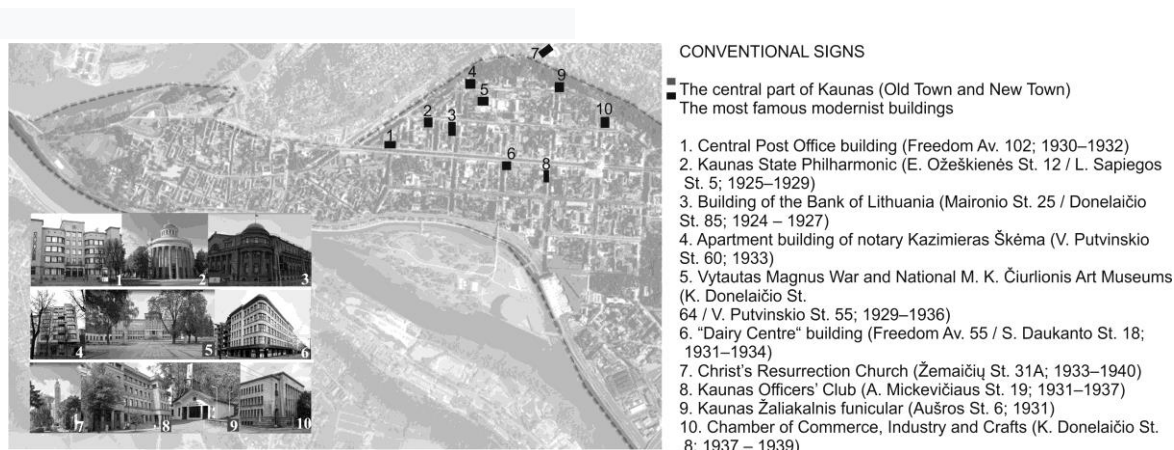 7
4
9
5
2
3
10
1
6
8
1
2
3
4
5
6
7
8
9
10
CONVENTIONAL SIGNS
The central part of Kaunas (Old Town and New Town)
The most famous modernist buildings
1. Central Post Office building (Freedom Av. 102; 1930–1932)
2. Kaunas State Philharmonic (E. Ožeškienės St. 12 / L. Sapiegos
St. 5; 1925–1929)
3. Building of the Bank of Lithuania (Maironio St. 25 / Donelaičio
St. 85; 1924 – 1927)
4. Apartment building of notary Kazimieras Škėma (V. Putvinskio
St. 60; 1933)
5. Vytautas Magnus War and National M. K. Čiurlionis Art Museums
(K. Donelaičio St.
64 / V. Putvinskio St. 55; 1929–1936)
6. "Dairy Centre“ building (Freedom Av. 55 / S. Daukanto St. 18;
1931–1934)
7. Christ's Resurrection Church (Žemaičių St. 31A; 1933–1940)
8. Kaunas Officers' Club (A. Mickevičiaus St. 19; 1931–1937)
9. Kaunas Žaliakalnis funicular (Aušros St. 6; 1931)
10. Chamber of Commerce, Industry and Crafts (K. Donelaičio St.
8; 1937 – 1939)